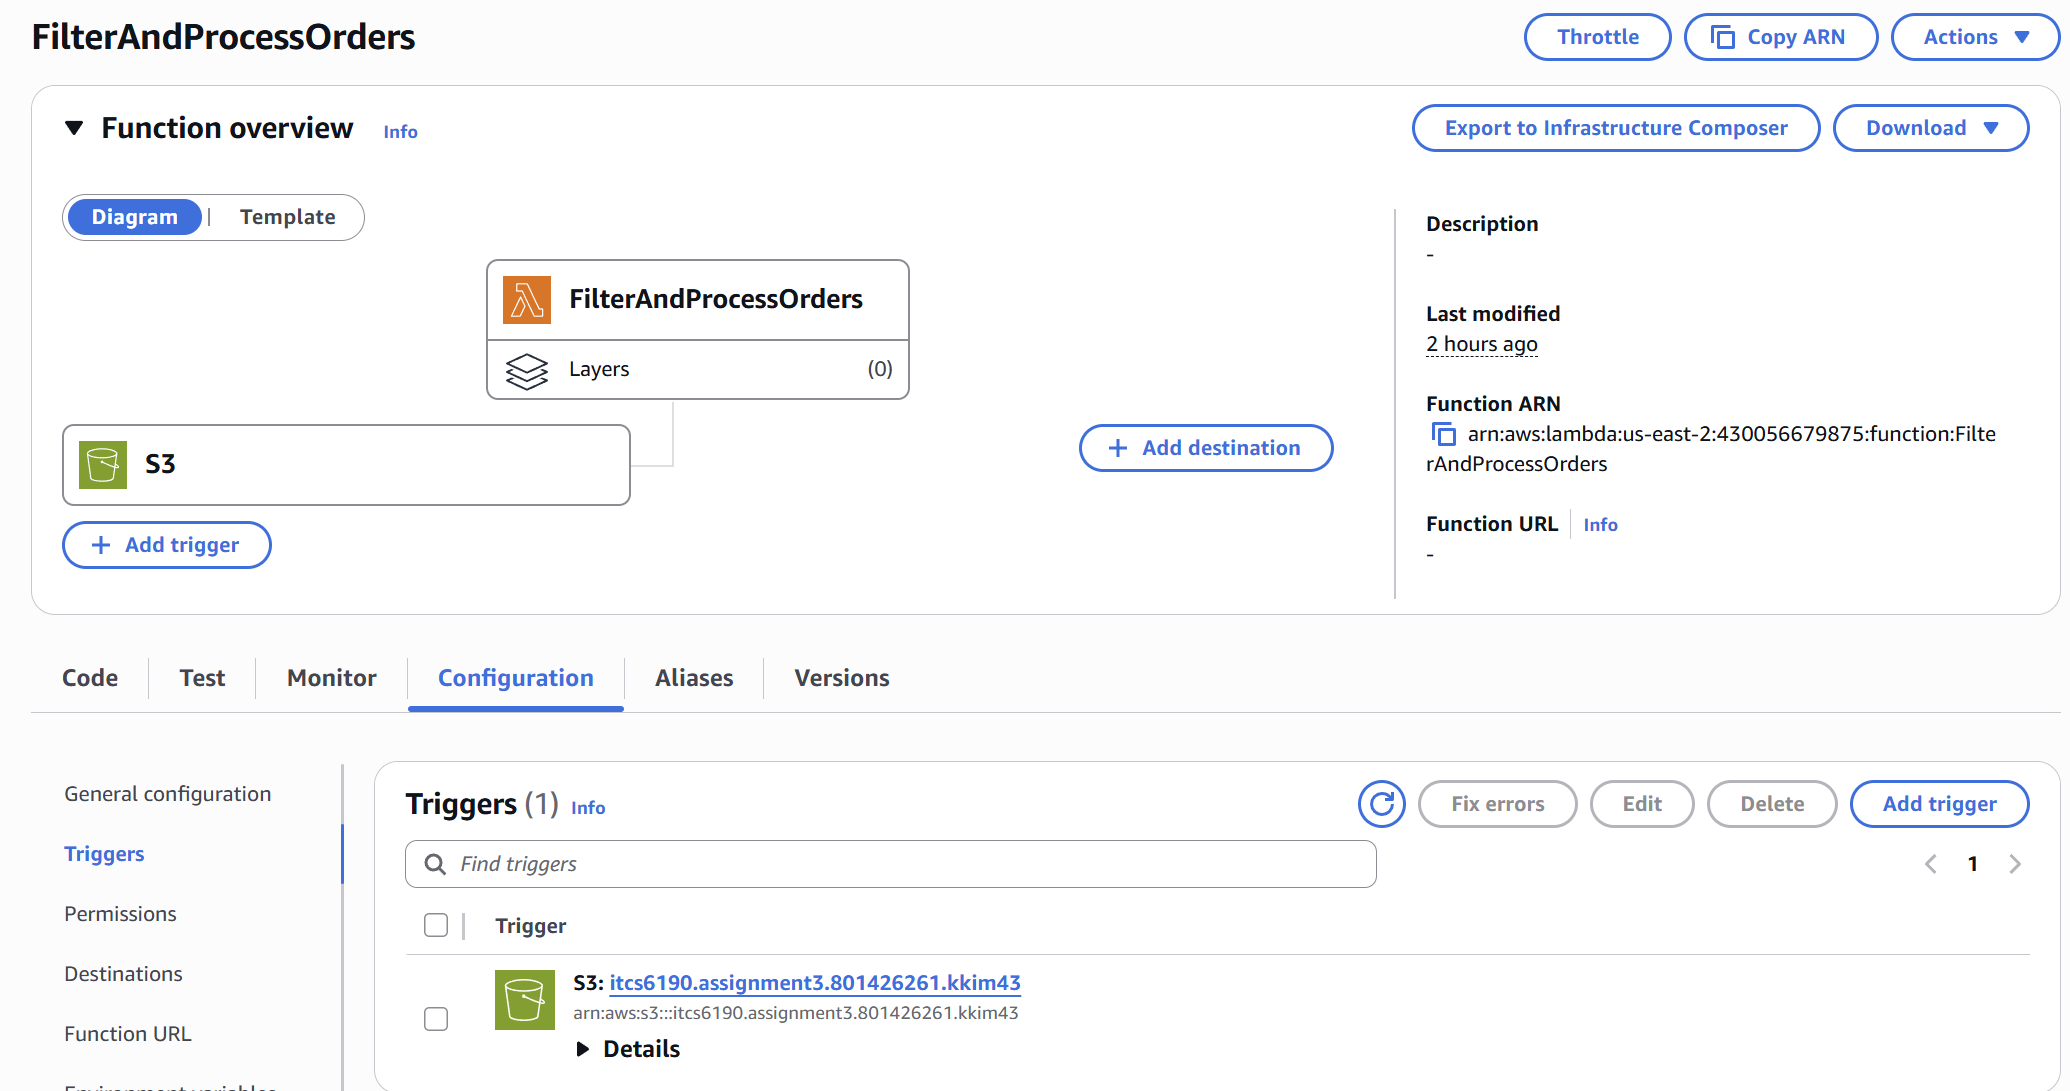 FilterAndProcessOrders
Throttle
Copy ARN
Actions
Function overview Info
Export to Infrastructure Composer
Download
Diagram | Template
FilterAndProcessOrders
Layers (0)
S3
+ Add trigger
+ Add destination
Description
-
Last modified
2 hours ago
Function ARN
arn:aws:lambda:us-east-2:430056679875:function:Filte
rAndProcessOrders
Function URL Info
-
Code
Test
Monitor
Configuration
Aliases
Versions
General configuration
Triggers
Permissions
Destinations
Function URL
Environment variables
Triggers (1) Info
Fix errors
Edit
Delete
Add trigger
Find triggers
1
Trigger
S3: itcs6190.assignment3.801426261.kkim43
arn:aws:s3:::itcs6190.assignment3.801426261.kkim43
Details